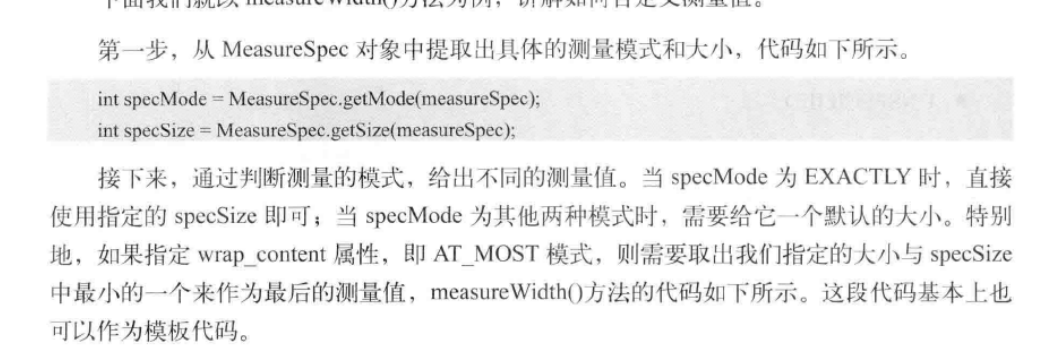 下面我们就以 measureWidth()方法为例，讲解如何自定义测量值。
第一步，从 MeasureSpec 对象中提取出具体的测量模式和大小，代码如下所示。
int specMode = MeasureSpec.getMode(measureSpec);
int specSize = MeasureSpec.getSize(measureSpec);
接下来，通过判断测量的模式，给出不同的测量值。当 specMode 为 EXACTLY 时，直接
使用指定的 specSize 即可；当 specMode 为其他两种模式时，需要给它一个默认的大小。特别
地，如果指定 wrap_content 属性，即 AT_MOST 模式，则需要取出我们指定的大小与 specSize
中最小的一个来作为最后的测量值，measureWidth()方法的代码如下所示。这段代码基本上也
可以作为模板代码。